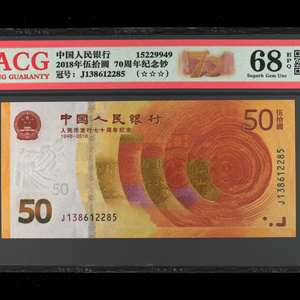 ACG
NG GUARANTY
中国人民银行 15229949
2018年伍拾圆 70周年纪念钞
冠号: J138612285 (☆☆☆)
70
68
EPQ
Superb Gem Unc
中国人民银行
人民币发行七十周年纪念
1948-2018
50
伍拾圆
50
50
J138612285
J138612285